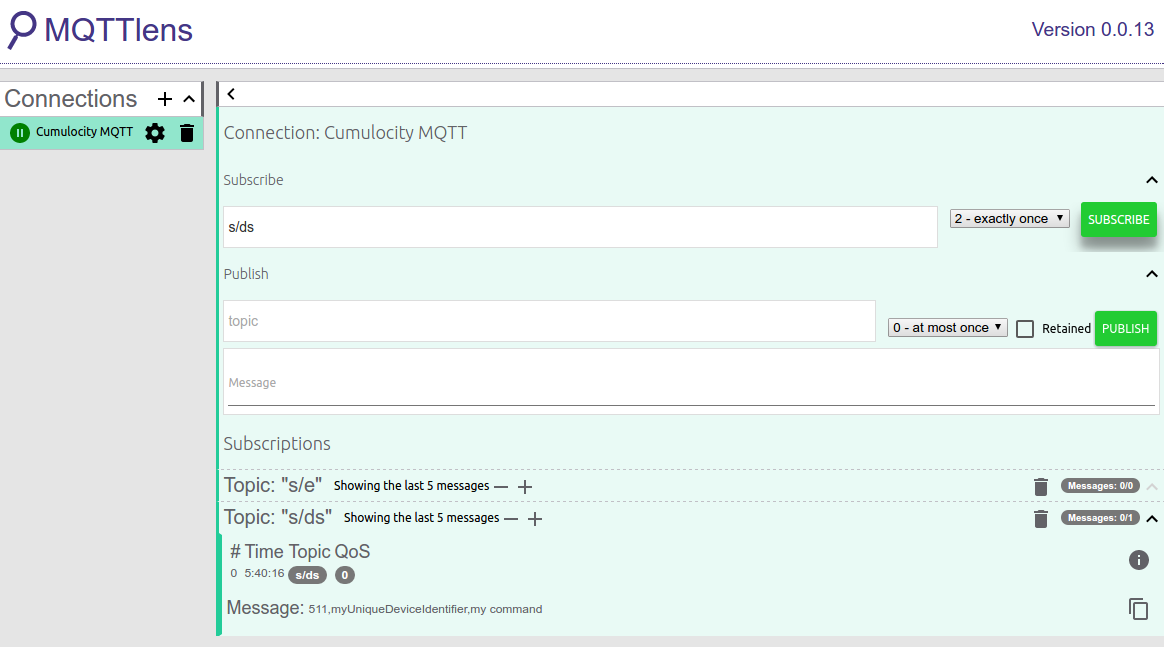 MQTTlens
Version 0.0.13
Connections
Cumulocity MQTT
Connection: Cumulocity MQTT
Subscribe
s/ds
2 - exactly once
SUBSCRIBE
Publish
topic
0 - at most once
Retained
PUBLISH
Message
Subscriptions
Topic: "s/e" Showing the last 5 messages
Messages: 0/0
Topic: "s/ds" Showing the last 5 messages
Messages: 0/1
# Time Topic QoS
0 5:40:16 s/ds 0
Message: 511,myUniqueDeviceIdentifier,my command